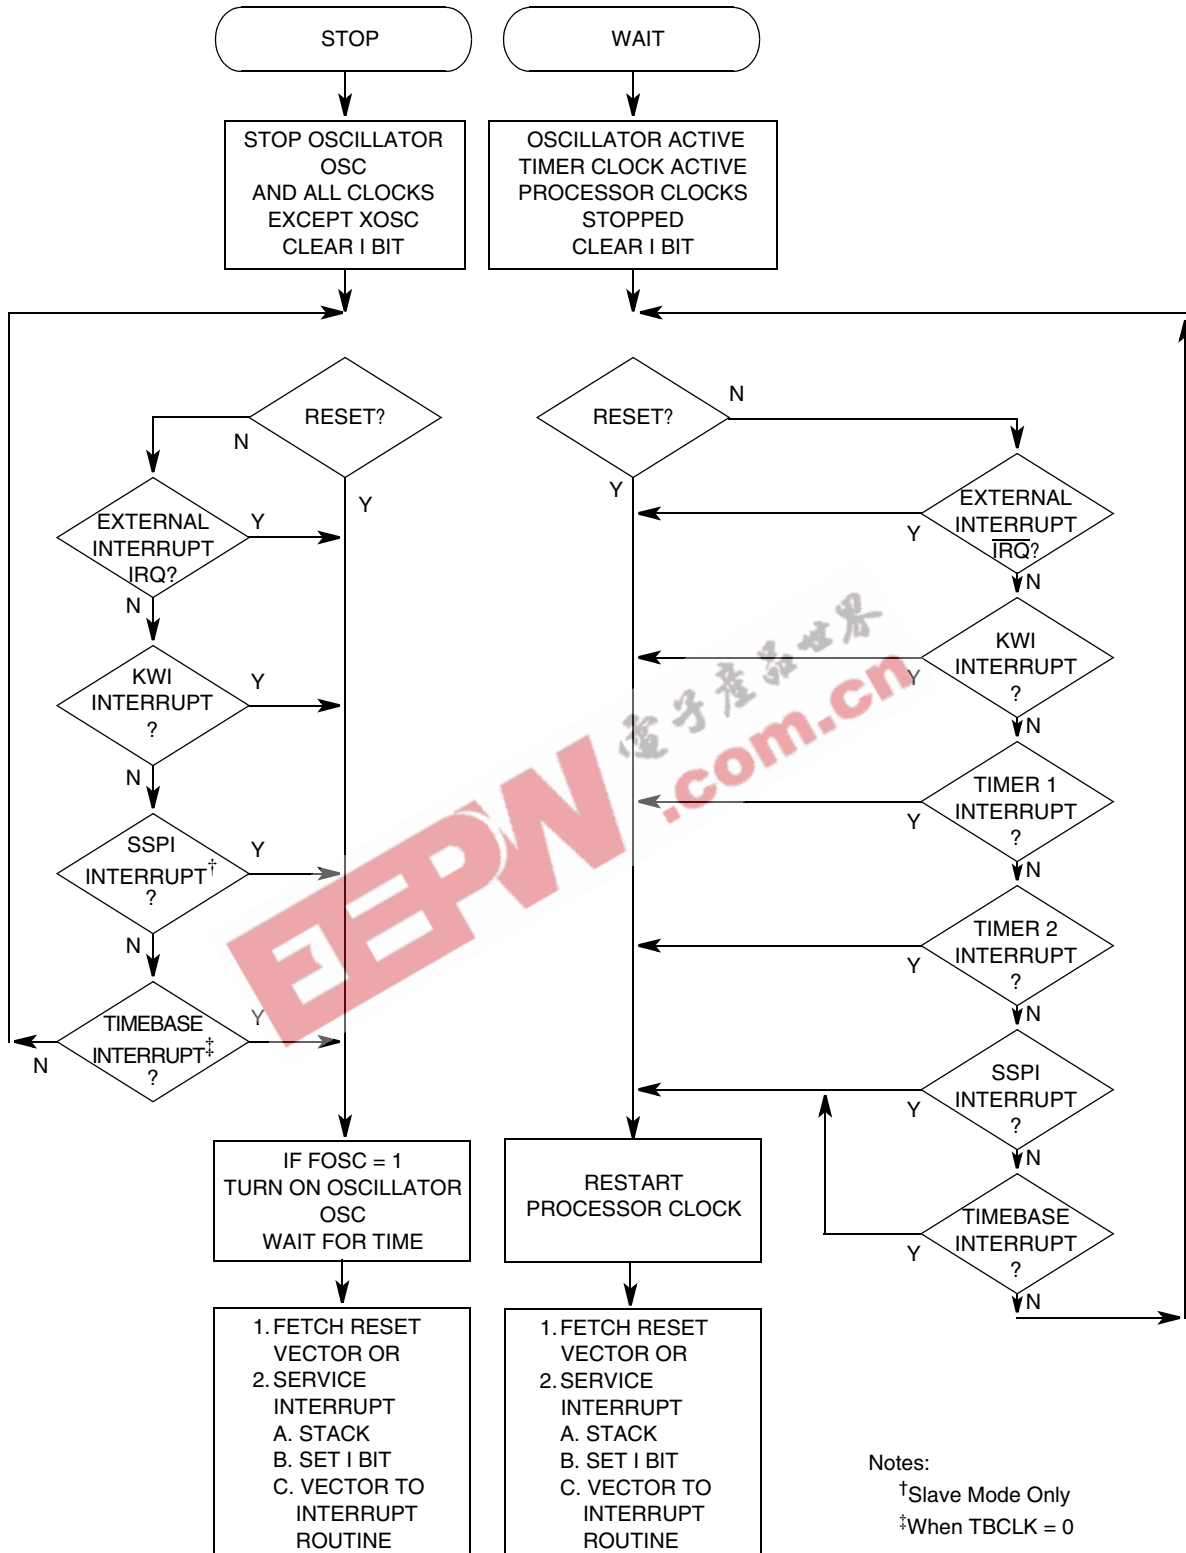 STOP
STOP OSCILLATOR
OSC
AND ALL CLOCKS
EXCEPT XOSC
CLEAR I BIT
RESET?
N
Y
EXTERNAL
INTERRUPT
IRQ?
Y
N
KWI
INTERRUPT
?
Y
N
SSPI
INTERRUPT†
?
Y
N
TIMEBASE
INTERRUPT‡
?
Y
N
IF FOSC = 1
TURN ON OSCILLATOR
OSC
WAIT FOR TIME
1. FETCH RESET
VECTOR OR
2. SERVICE
INTERRUPT
A. STACK
B. SET I BIT
C. VECTOR TO
INTERRUPT
ROUTINE
WAIT
OSCILLATOR ACTIVE
TIMER CLOCK ACTIVE
PROCESSOR CLOCKS
STOPPED
CLEAR I BIT
RESET?
N
Y
EXTERNAL
INTERRUPT
IRQ?
Y
N
KWI
INTERRUPT
?
Y
N
TIMER 1
INTERRUPT
?
Y
N
TIMER 2
INTERRUPT
?
Y
N
SSPI
INTERRUPT
?
Y
N
TIMEBASE
INTERRUPT
?
Y
N
RESTART
PROCESSOR CLOCK
1. FETCH RESET
VECTOR OR
2. SERVICE
INTERRUPT
A. STACK
B. SET I BIT
C. VECTOR TO
INTERRUPT
ROUTINE
Notes:
†Slave Mode Only
‡When TBCLK = 0
EEPW
電子產品世界
.com.cn